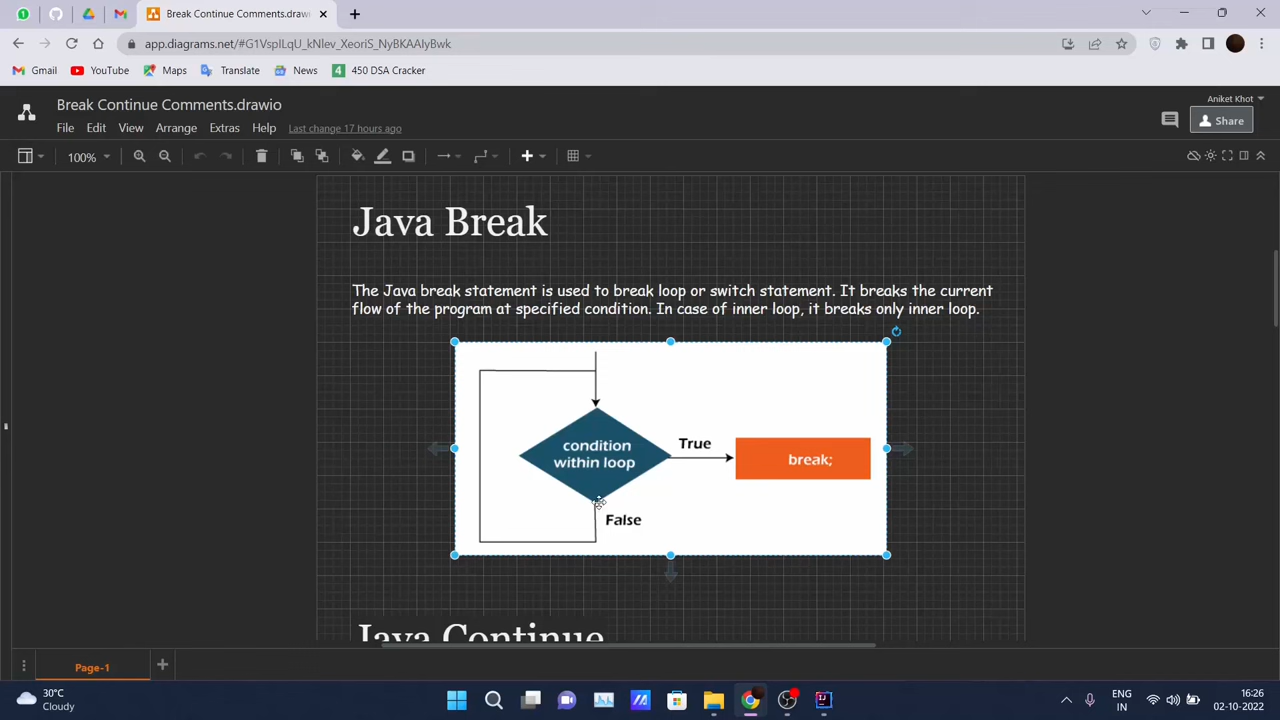 Break Continue Comments.drawio
app.diagrams.net/#G1VspILqU_kNlev_XeoriS_NyBKAAIyBwk
Gmail
YouTube
Maps
Translate
News
4
450 DSA Cracker
Break Continue Comments.drawio
Aniket Khot
File
Edit
View
Arrange
Extras
Help
Last change 17 hours ago
Share
100%
Java Break
The Java break statement is used to break loop or switch statement. It breaks the current
flow of the program at specified condition. In case of inner loop, it breaks only inner loop.
condition
within loop
True
break;
False
Java Continue
Page-1
30°C
Cloudy
ENG
IN
16:26
02-10-2022